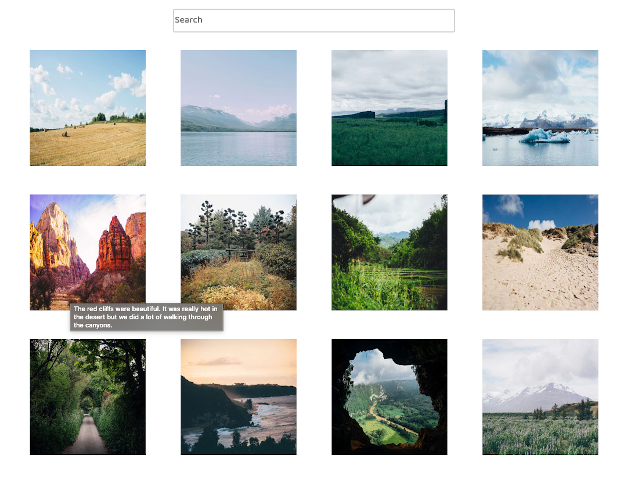 Search
The red cliffs were beautiful. It was really hot in
the desert but we did a lot of walking through
the canyons.